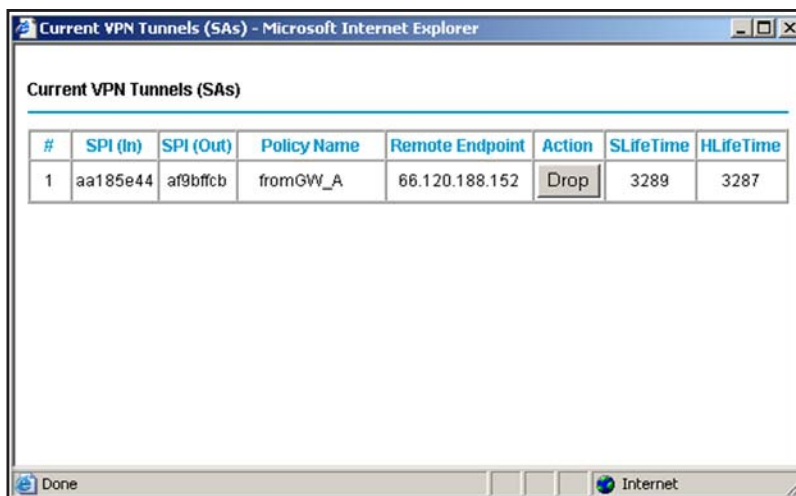 Current VPN Tunnels (SAs) - Microsoft Internet Explorer
Current VPN Tunnels (SAs)
# SPI (In) SPI (Out) Policy Name Remote Endpoint Action SLifeTime HLifeTime
1 aa185e44 af9bffcb fromGW_A 66.120.188.152 Drop 3289 3287
Done Internet